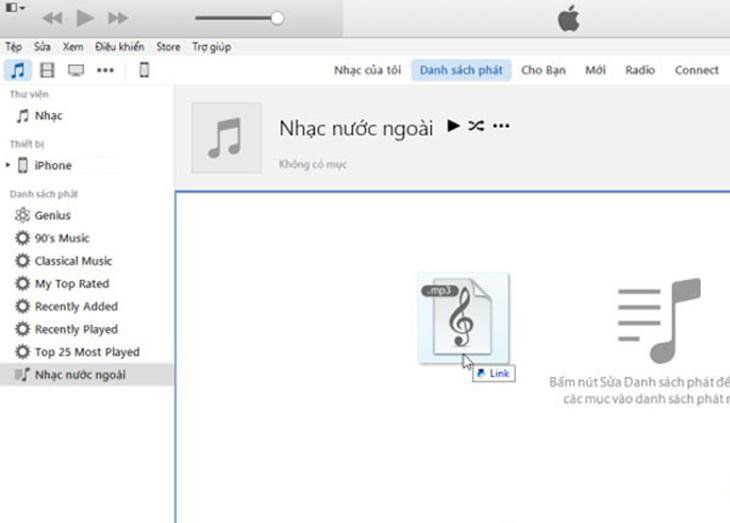 Tệp Sửa Xem Điều khiển Store Trợ giúp
Nhạc của tôi Danh sách phát Cho Bạn Mới Radio Connect
Thư viện
Nhạc
Thiết bị
iPhone
Danh sách phát
Genius
90's Music
Classical Music
My Top Rated
Recently Added
Recently Played
Top 25 Most Played
Nhạc nước ngoài
Nhạc nước ngoài
Không có mục
.mp3
Link
Bấm nút Sửa Danh sách phát để
các mục vào danh sách phát